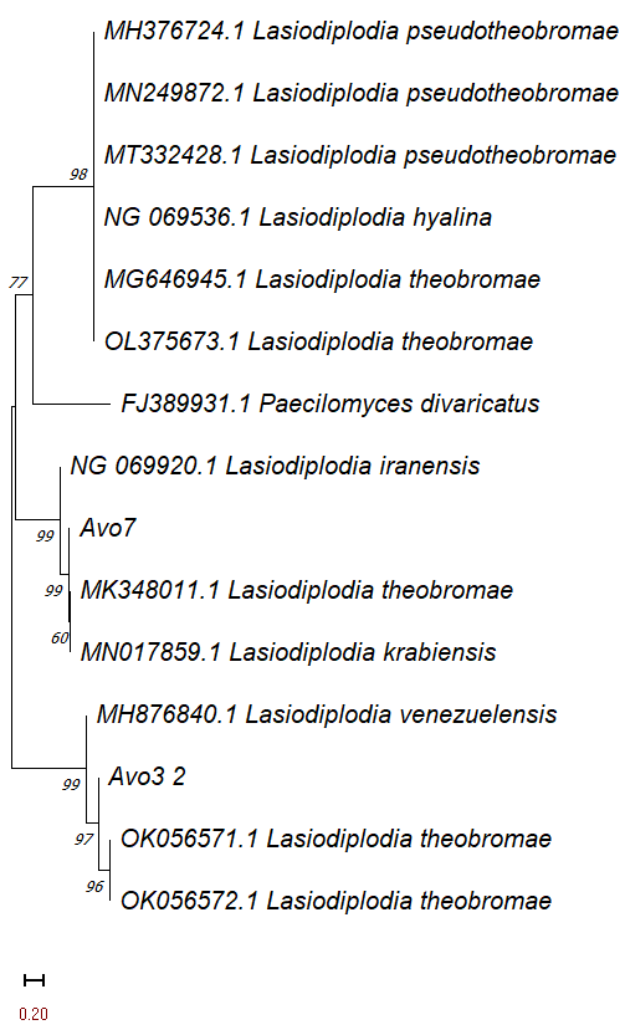 MH376724.1 Lasiodiplodia pseudotheobromae
MN249872.1 Lasiodiplodia pseudotheobromae
MT332428.1 Lasiodiplodia pseudotheobromae
98
NG 069536.1 Lasiodiplodia hyalina
MG646945.1 Lasiodiplodia theobromae
77
OL375673.1 Lasiodiplodia theobromae
FJ389931.1 Paecilomyces divaricatus
NG 069920.1 Lasiodiplodia iranensis
Avo7
99
MK348011.1 Lasiodiplodia theobromae
99
60
MN017859.1 Lasiodiplodia krabiensis
MH876840.1 Lasiodiplodia venezuelensis
Avo3 2
99
OK056571.1 Lasiodiplodia theobromae
97
96
OK056572.1 Lasiodiplodia theobromae
0.20